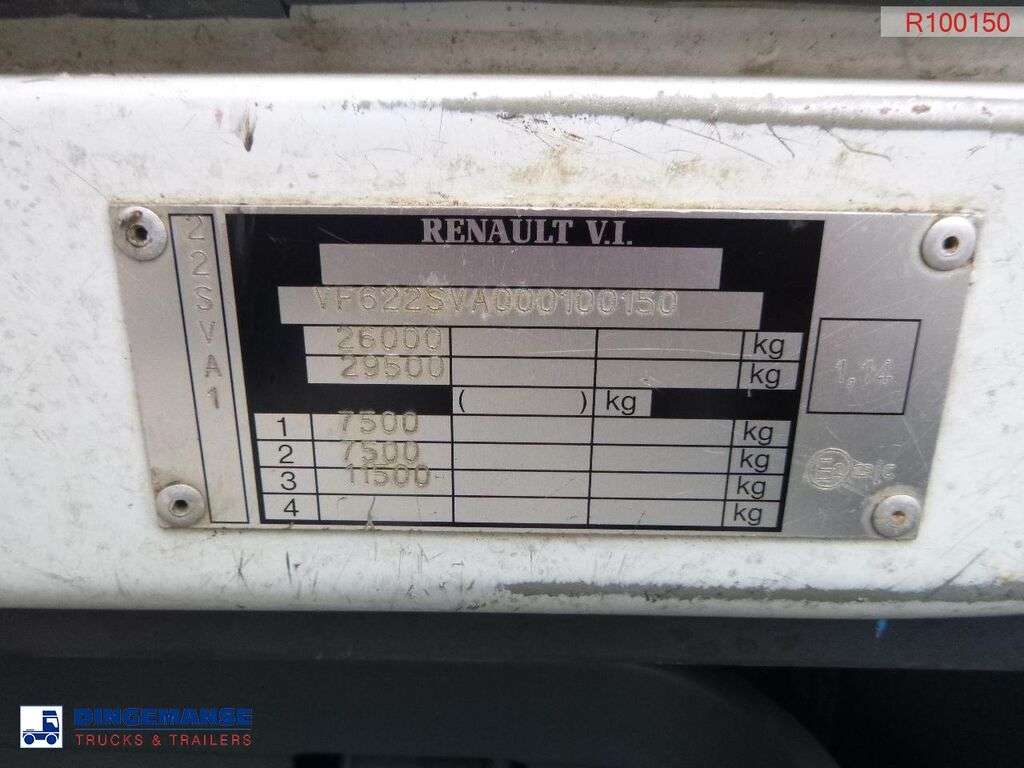 R100150
RENAULT V.I.
22SVA1
VF622SVA000100150
26000 kg
29500 kg
( ) kg
1 7500 kg
2 7500 kg
3 11500 kg
4 kg
1,14
DINGEMANSE
TRUCKS & TRAILERS